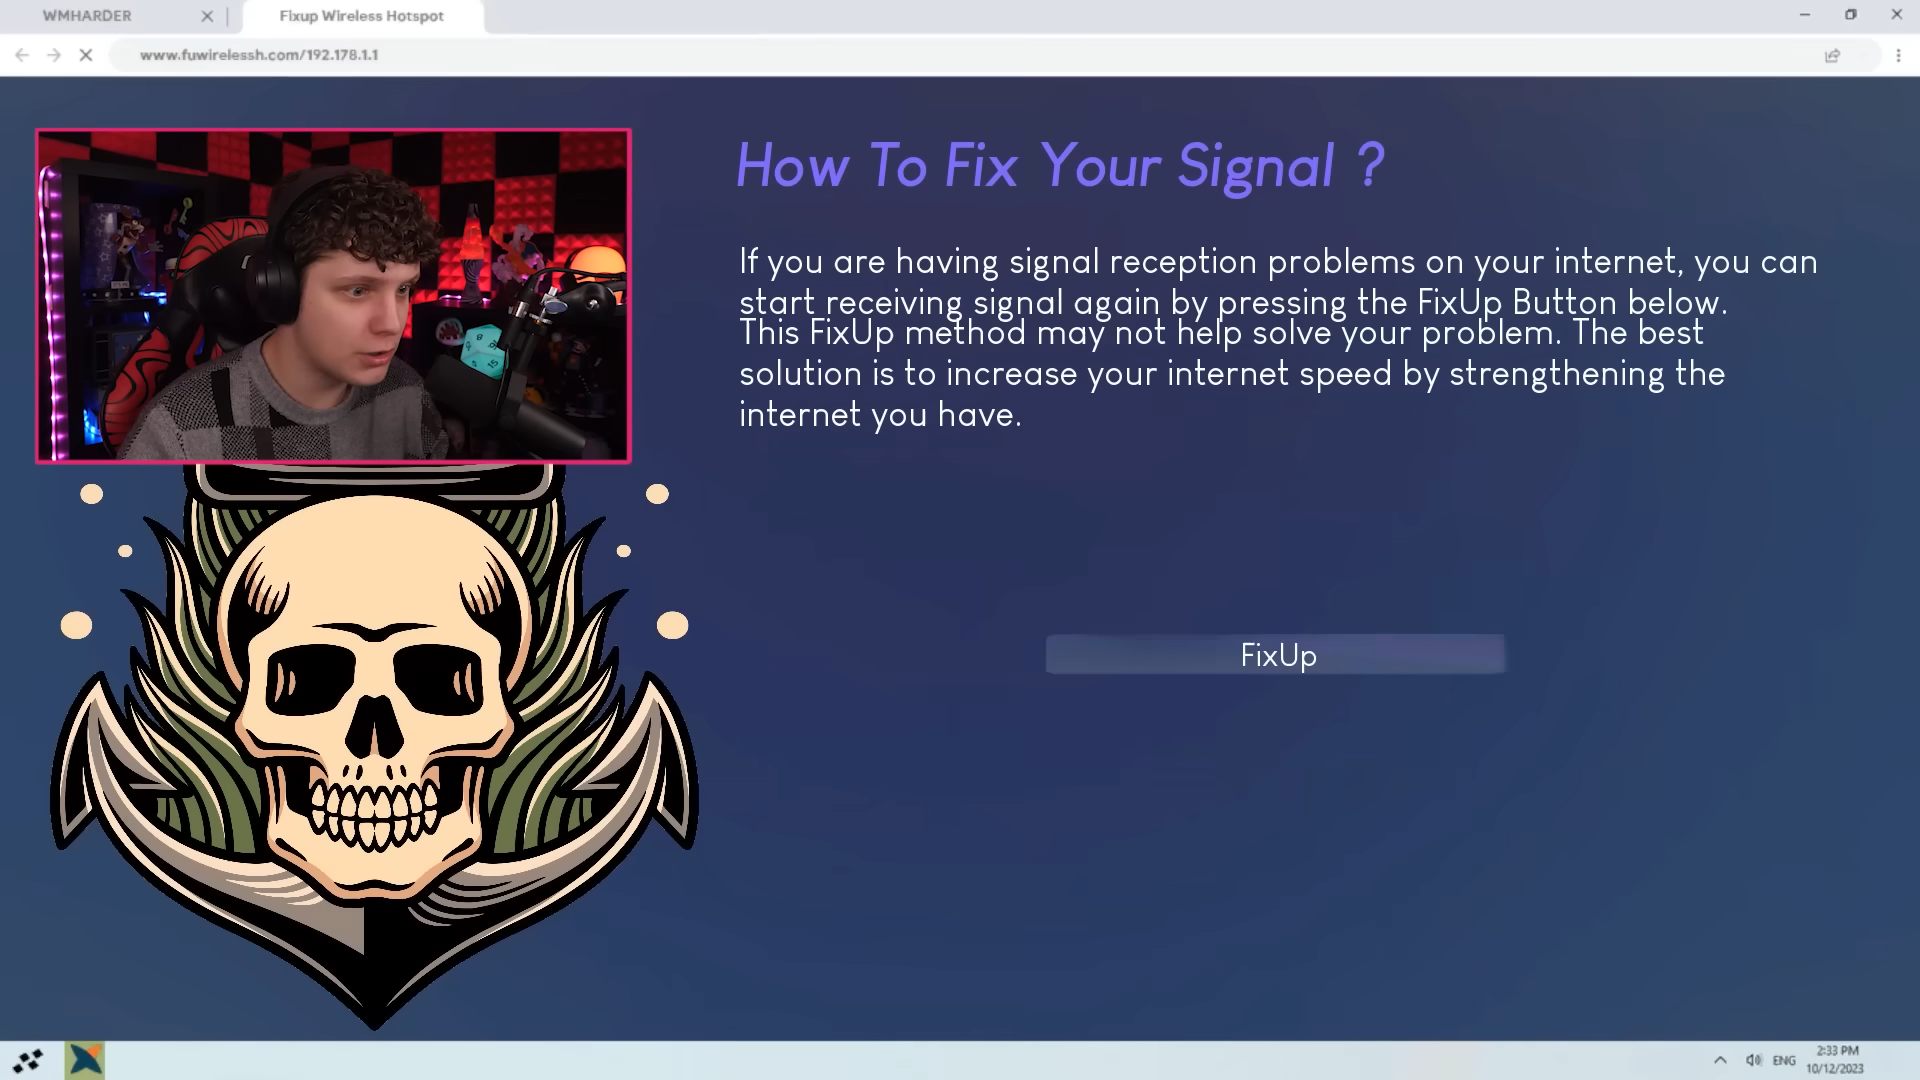 WMHARDER
Fixup Wireless Hotspot
www.fuwirelessh.com/192.178.1.1
How To Fix Your Signal ?
If you are having signal reception problems on your internet, you can
start receiving signal again by pressing the FixUp Button below.
This FixUp method may not help solve your problem. The best
solution is to increase your internet speed by strengthening the
internet you have.
FixUp
ENG
2:33 PM
10/12/2023